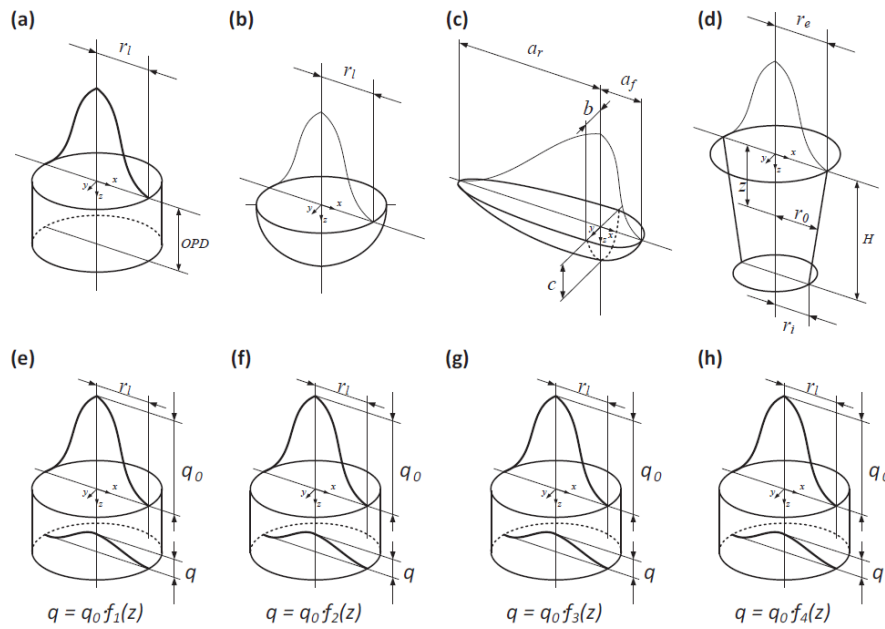 (a)
r_l
y x
z
OPD
(b)
r_l
y x
z
(c)
a_r
a_f
b
y x
z
c
(d)
r_e
y x
z
r_0
H
r_i
(e)
r_l
q_0
y x
z
q
q = q_0·f_1(z)
(f)
r_l
q_0
y x
z
q
q = q_0·f_2(z)
(g)
r_l
q_0
y x
z
q
q = q_0·f_3(z)
(h)
r_l
q_0
y x
z
q
q = q_0·f_4(z)